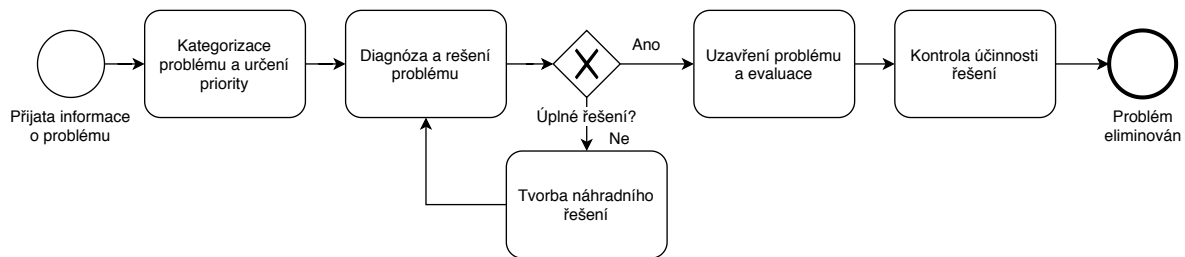 Přijata informace
o problému
Kategorizace
problému a určení
priority
Diagnóza a rešení
problému
Úplné řešení?
Ano
Ne
Tvorba náhradního
řešení
Uzavření problému
a evaluace
Kontrola účinnosti
řešení
Problém
eliminován